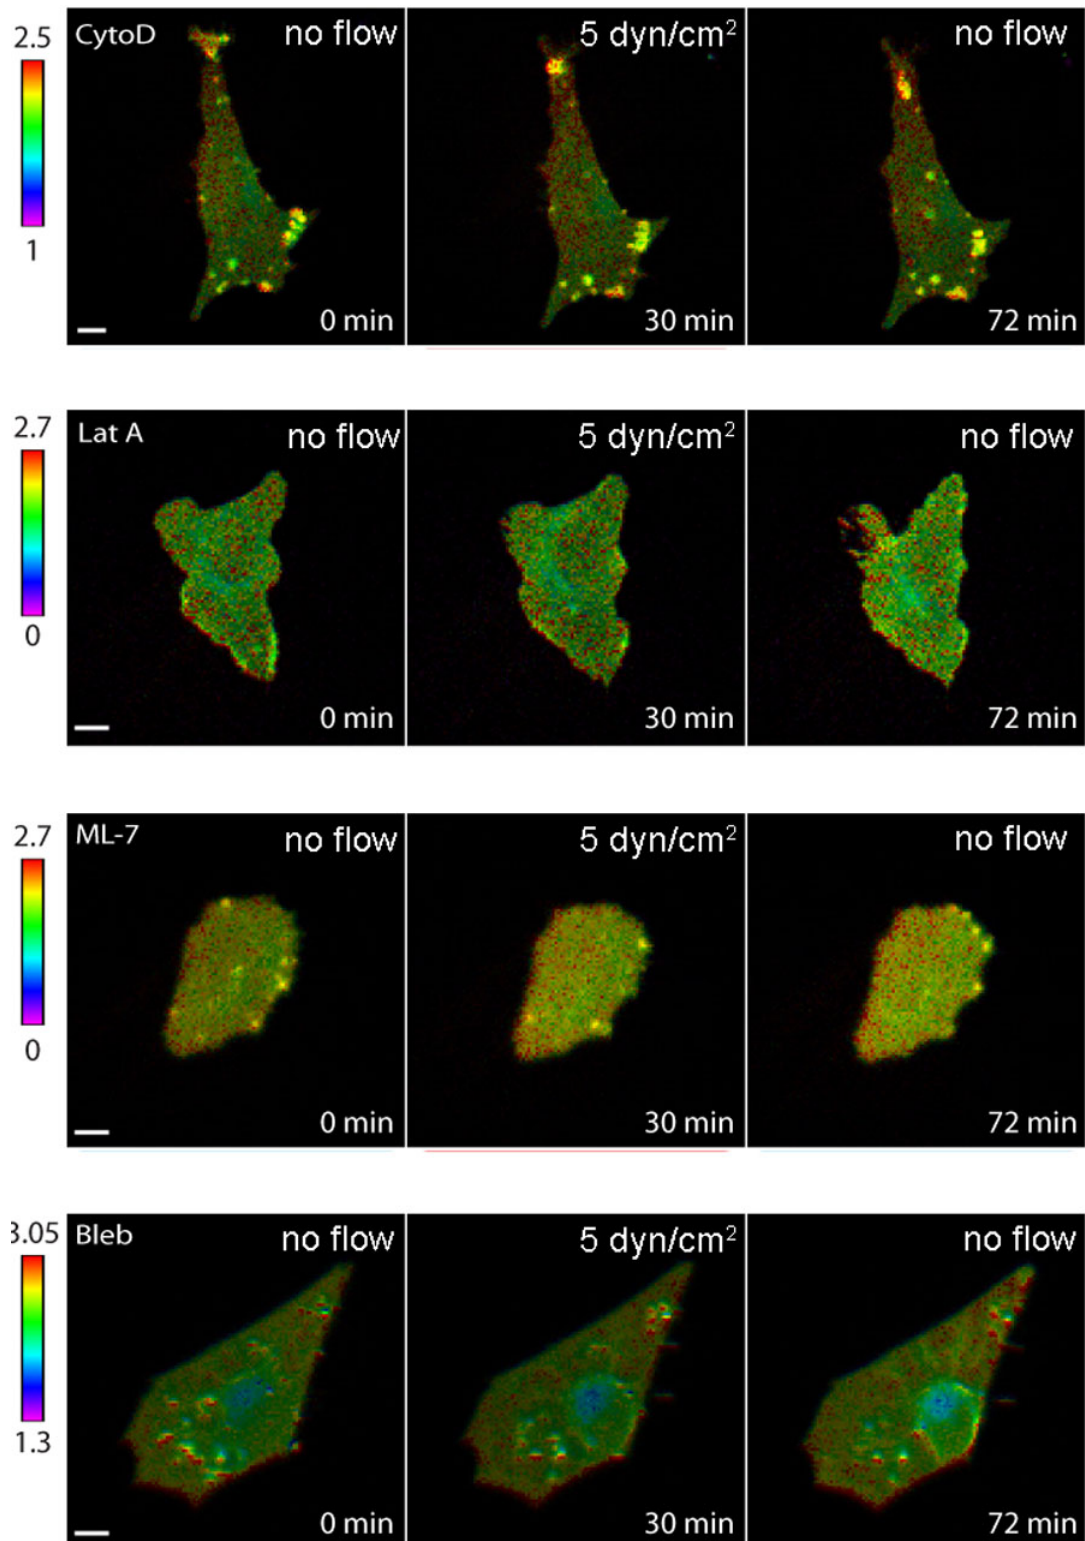 2.5
CytoD
no flow
5 dyn/cm²
no flow
1
0 min
30 min
72 min
2.7
Lat A
no flow
5 dyn/cm²
no flow
0
0 min
30 min
72 min
2.7
ML-7
no flow
5 dyn/cm²
no flow
0
0 min
30 min
72 min
3.05
Bleb
no flow
5 dyn/cm²
no flow
1.3
0 min
30 min
72 min